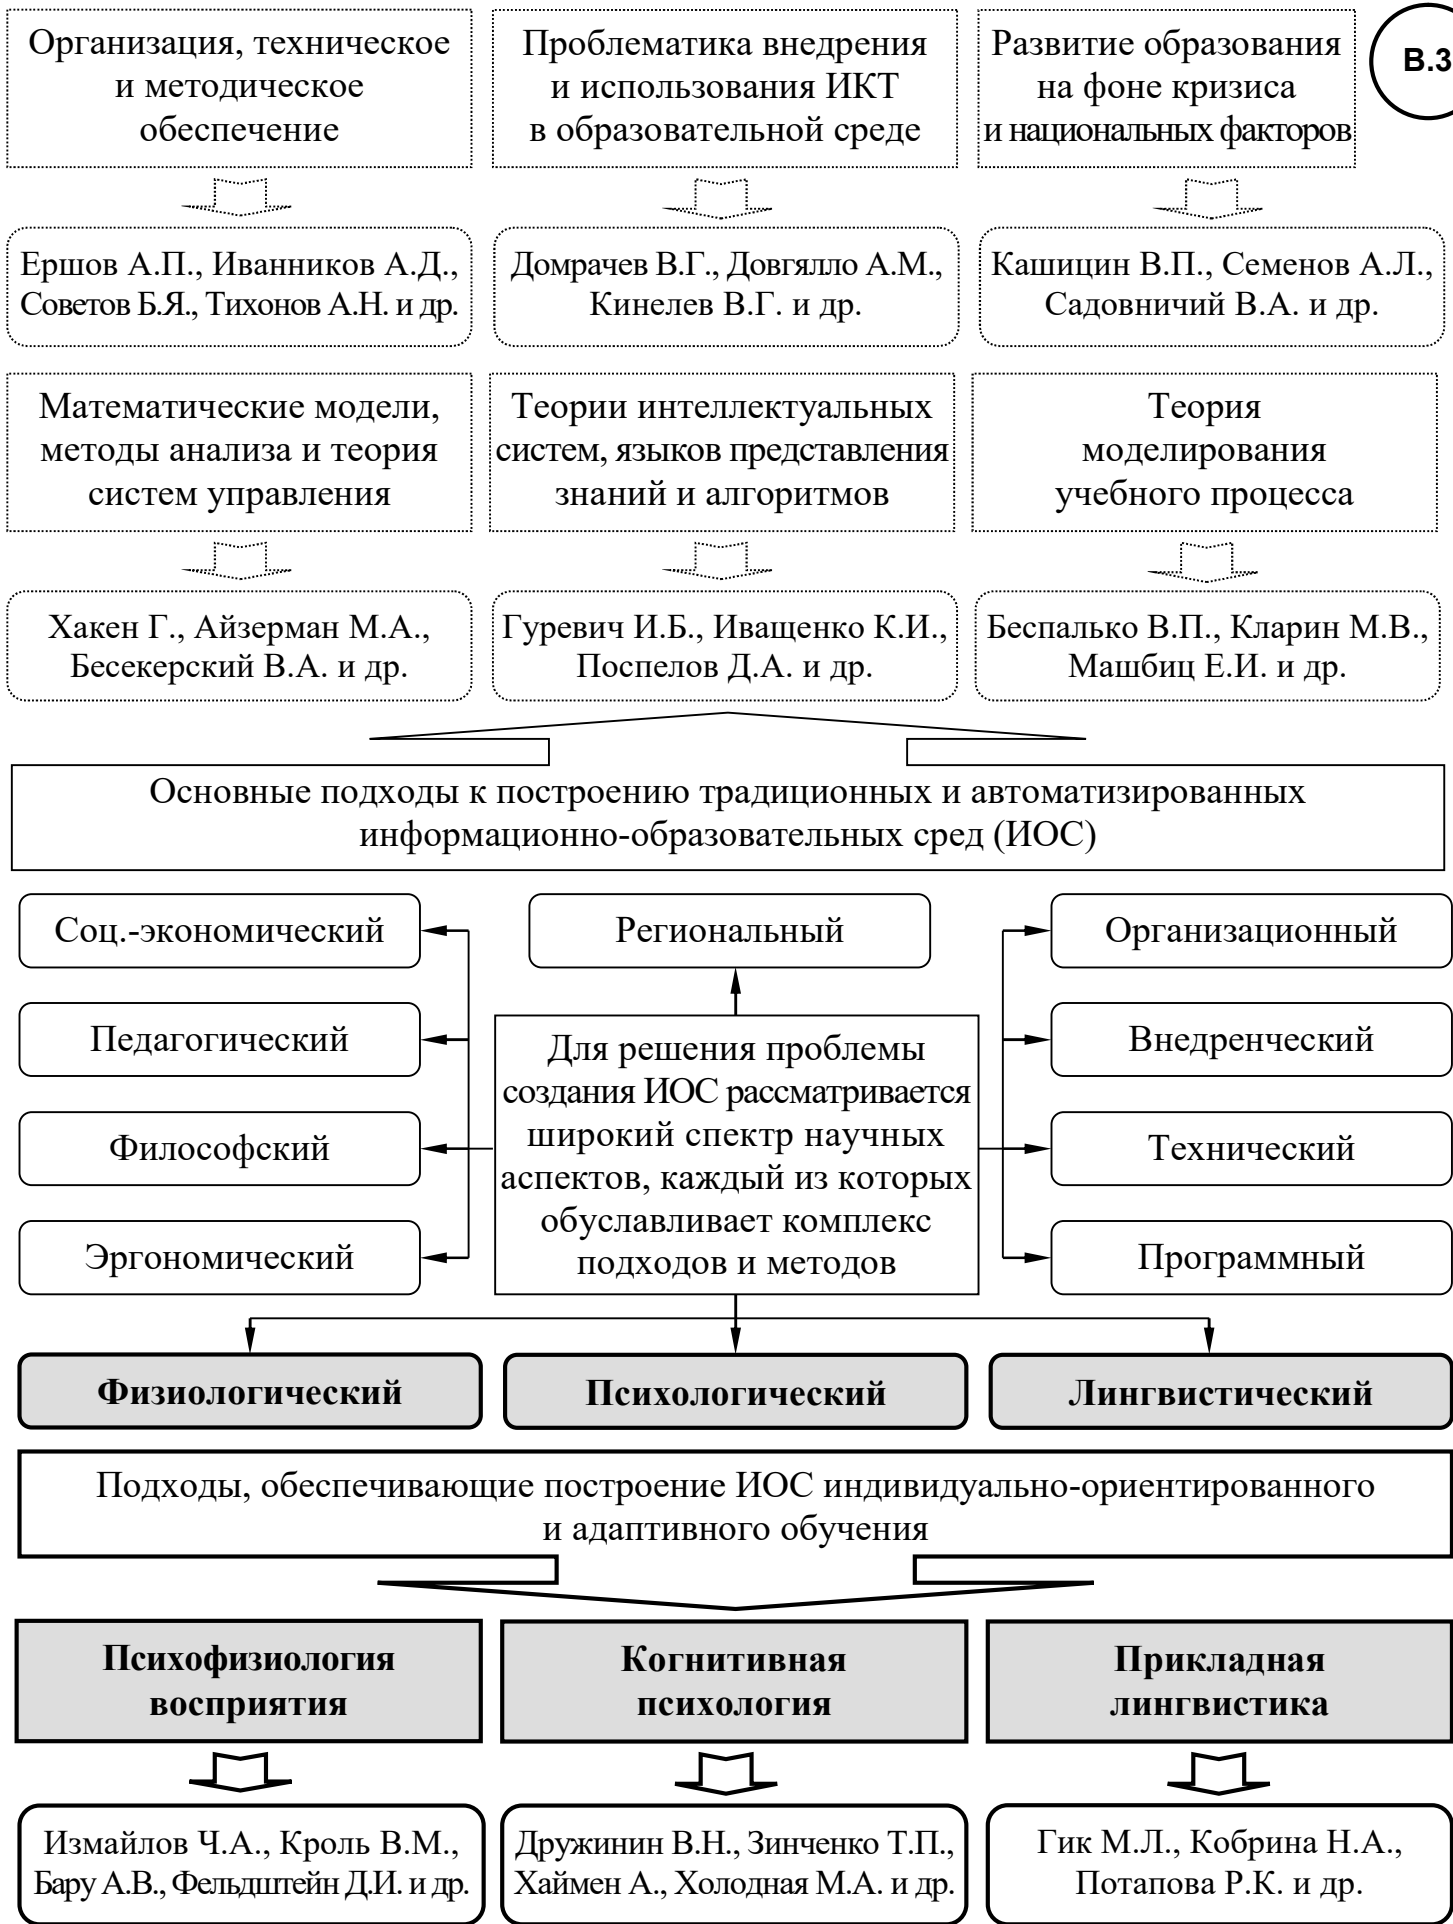 Организация, техническое
и методическое
обеспечение
Проблематика внедрения
и использования ИКТ
в образовательной среде
Развитие образования
на фоне кризиса
и национальных факторов
В.3
Ершов А.П., Иванников А.Д.,
Советов Б.Я., Тихонов А.Н. и др.
Домрачев В.Г., Довгялло А.М.,
Кинелев В.Г. и др.
Кашицин В.П., Семенов А.Л.,
Садовничий В.А. и др.
Математические модели,
методы анализа и теория
систем управления
Теории интеллектуальных
систем, языков представления
знаний и алгоритмов
Теория
моделирования
учебного процесса
Хакен Г., Айзерман М.А.,
Бесекерский В.А. и др.
Гуревич И.Б., Иващенко К.И.,
Поспелов Д.А. и др.
Беспалько В.П., Кларин М.В.,
Машбиц Е.И. и др.
Основные подходы к построению традиционных и автоматизированных
информационно-образовательных сред (ИОС)
Соц.-экономический
Региональный
Организационный
Педагогический
Внедренческий
Философский
Технический
Эргономический
Программный
Для решения проблемы
создания ИОС рассматривается
широкий спектр научных
аспектов, каждый из которых
обуславливает комплекс
подходов и методов
Физиологический
Психологический
Лингвистический
Подходы, обеспечивающие построение ИОС индивидуально-ориентированного
и адаптивного обучения
Психофизиология
восприятия
Когнитивная
психология
Прикладная
лингвистика
Измайлов Ч.А., Кроль В.М.,
Бару А.В., Фельдштейн Д.И. и др.
Дружинин В.Н., Зинченко Т.П.,
Хаймен А., Холодная М.А. и др.
Гик М.Л., Кобрина Н.А.,
Потапова Р.К. и др.